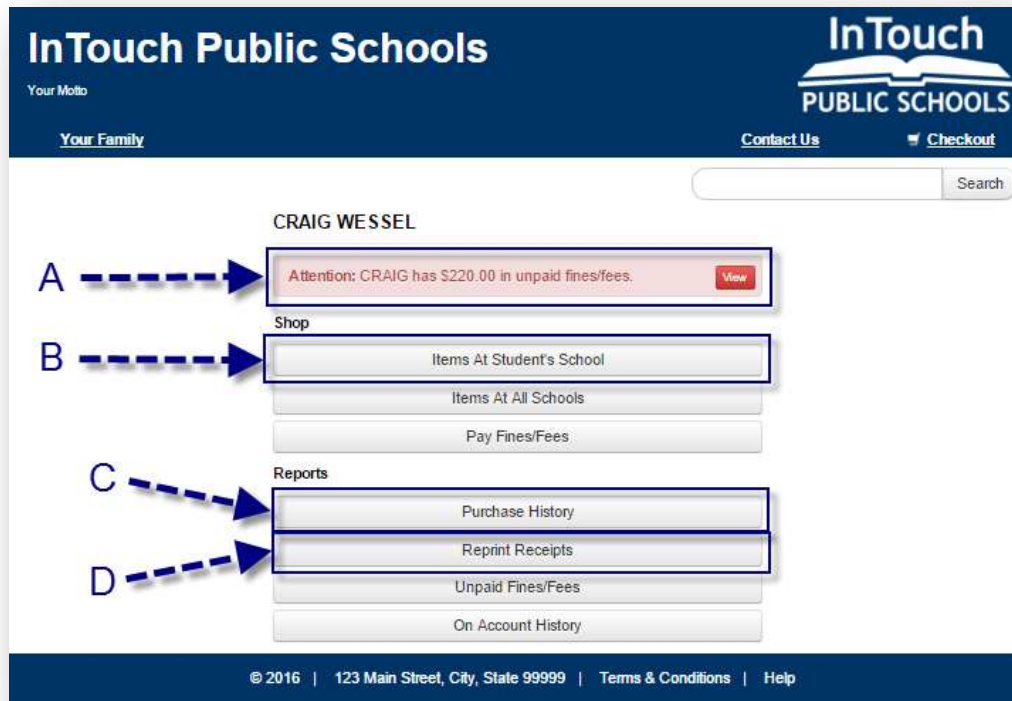 InTouch Public Schools
Your Motto
InTouch
PUBLIC SCHOOLS
Your Family
Contact Us
Checkout
Search
CRAIG WESSEL
A
Attention: CRAIG has $220.00 in unpaid fines/fees.
View
Shop
B
Items At Student's School
Items At All Schools
Pay Fines/Fees
Reports
C
Purchase History
D
Reprint Receipts
Unpaid Fines/Fees
On Account History
© 2016 | 123 Main Street, City, State 99999 | Terms & Conditions | Help